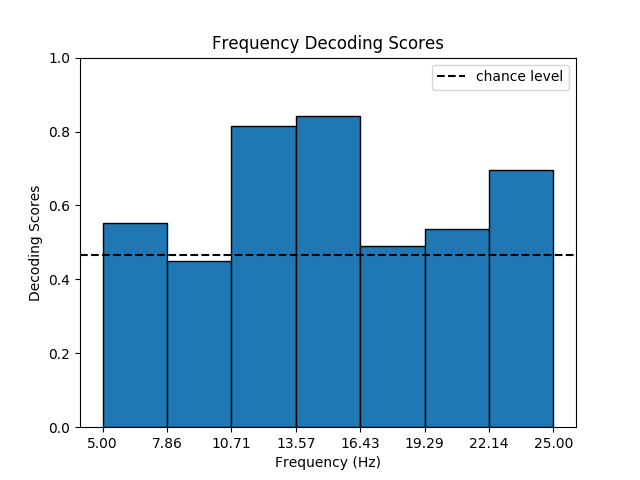 Frequency Decoding Scores
1.0
chance level
0.8
0.6
Decoding Scores
0.4
0.2
0.0
5.00 7.86 10.71 13.57 16.43 19.29 22.14 25.00
Frequency (Hz)